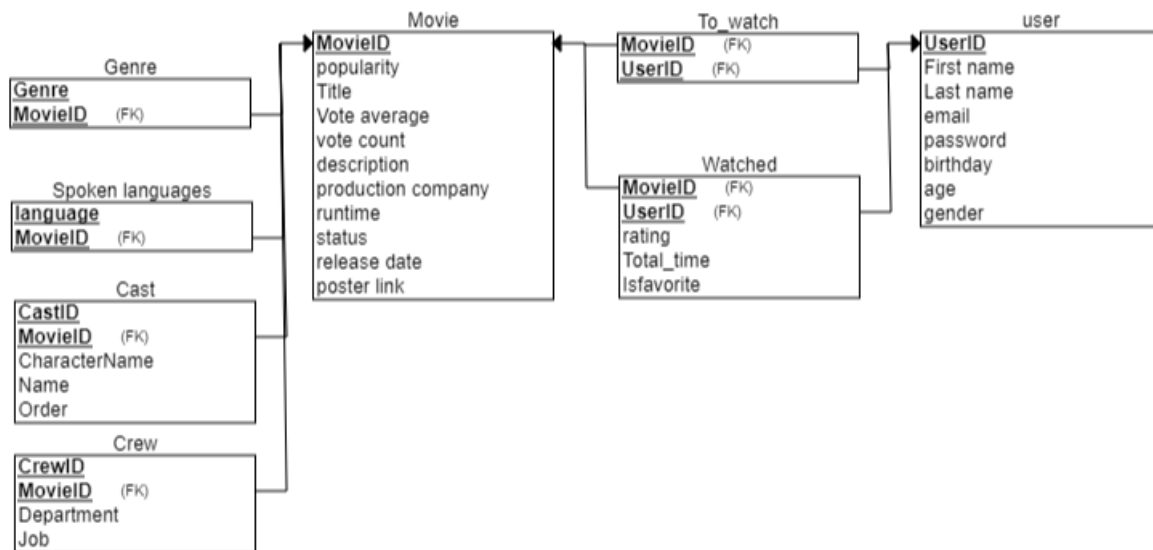 Genre
Genre
MovieID (FK)
Spoken languages
language
MovieID (FK)
Cast
CastID
MovieID (FK)
CharacterName
Name
Order
Crew
CrewID
MovieID (FK)
Department
Job
Movie
MovieID
popularity
Title
Vote average
vote count
description
production company
runtime
status
release date
poster link
To_watch
MovieID (FK)
UserID (FK)
Watched
MovieID (FK)
UserID (FK)
rating
Total_time
Isfavorite
user
UserID
First name
Last name
email
password
birthday
age
gender